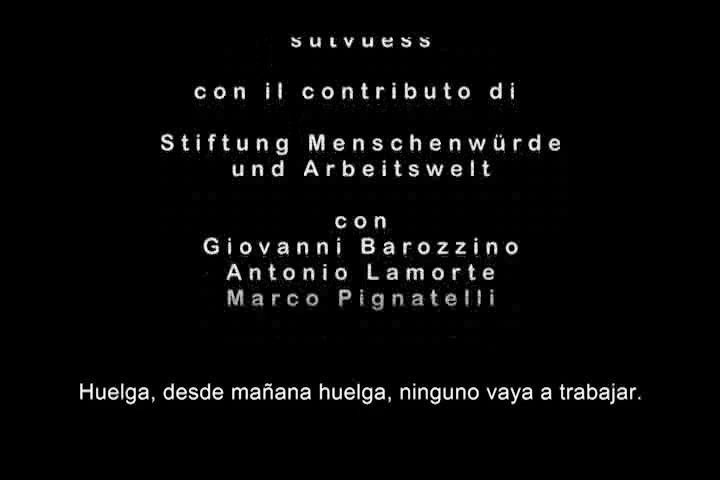 con il contributo di
Stiftung Menschenwürde
und Arbeitswelt
con
Giovanni Barozzino
Antonio Lamorte
Marco Pignatelli
Huelga, desde mañana huelga, ninguno vaya a trabajar.